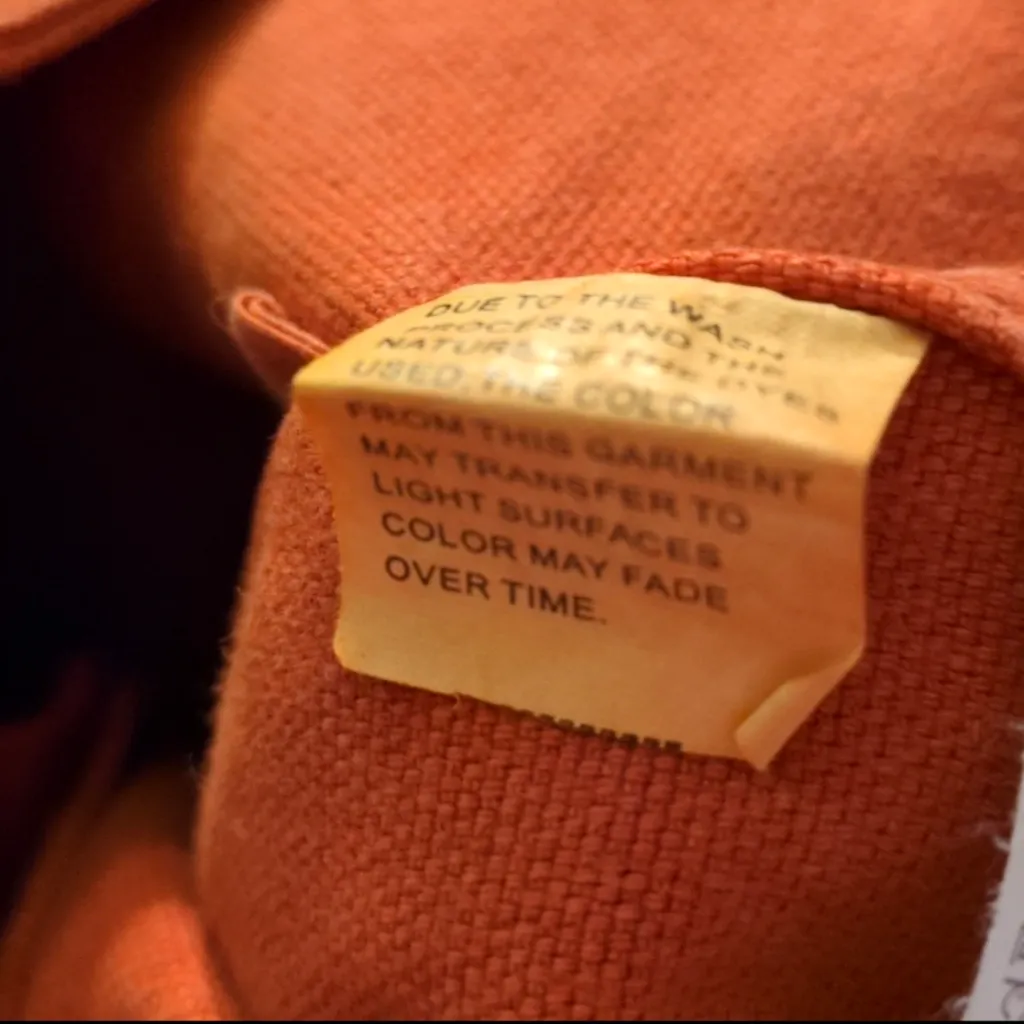 DUE TO THE WASH
PROCESS AND THE
NATURE OF THE DYES
USED, THE COLOR
FROM THIS GARMENT
MAY TRANSFER TO
LIGHT SURFACES
COLOR MAY FADE
OVER TIME.